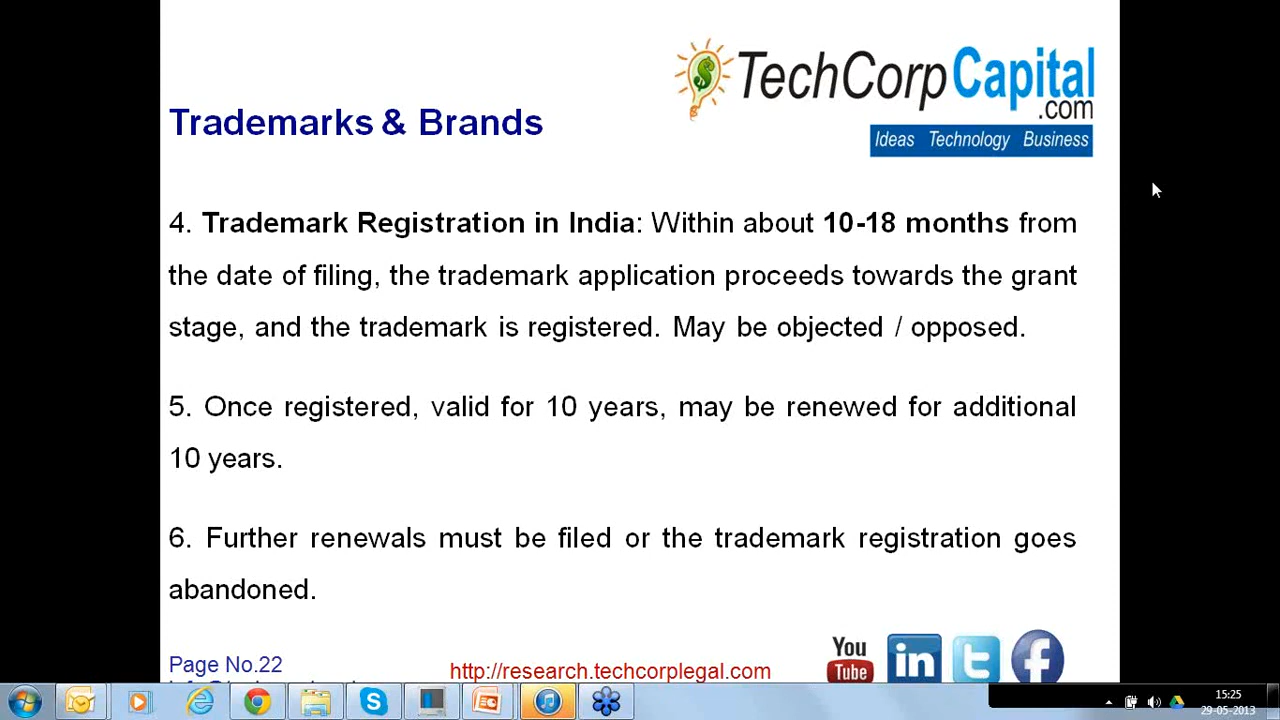 TechCorpCapital
.com
Ideas Technology Business
Trademarks & Brands
4. Trademark Registration in India: Within about 10-18 months from
the date of filing, the trademark application proceeds towards the grant
stage, and the trademark is registered. May be objected / opposed.
5. Once registered, valid for 10 years, may be renewed for additional
10 years.
6. Further renewals must be filed or the trademark registration goes
abandoned.
You
Tube
in
Page No.22
http://research.techcorplegal.com
15:25
29-05-2013